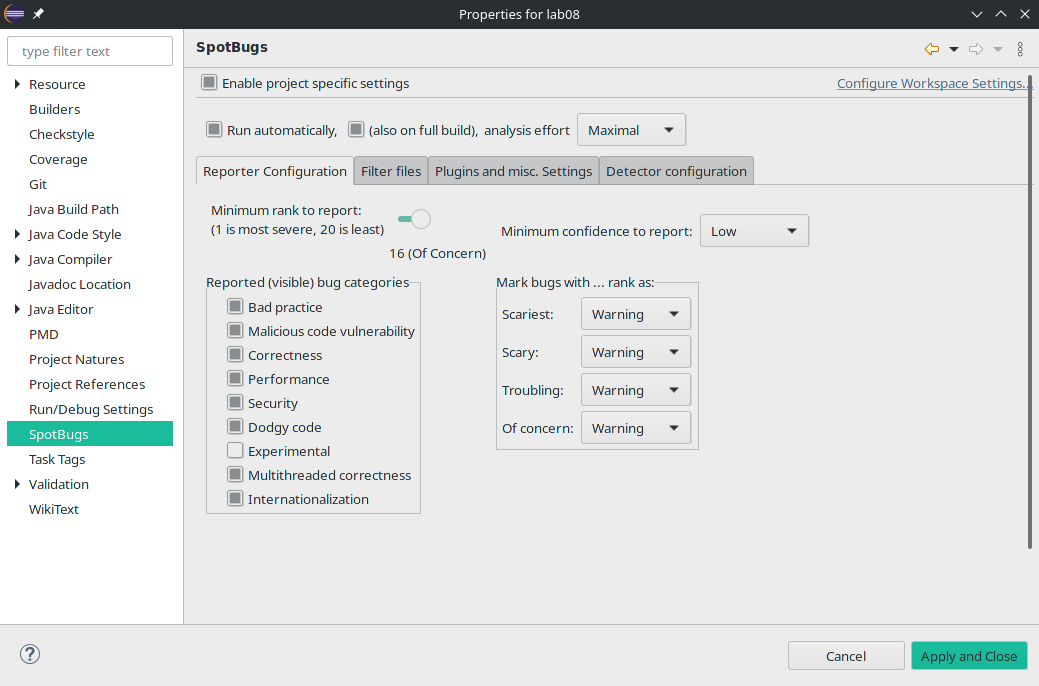 Properties for lab08
type filter text
Resource
Builders
Checkstyle
Coverage
Git
Java Build Path
Java Code Style
Java Compiler
Javadoc Location
Java Editor
PMD
Project Natures
Project References
Run/Debug Settings
SpotBugs
Task Tags
Validation
WikiText
SpotBugs
Enable project specific settings
Configure Workspace Settings...
Run automatically, (also on full build), analysis effort Maximal
Reporter Configuration Filter files Plugins and misc. Settings Detector configuration
Minimum rank to report:
(1 is most severe, 20 is least)
16 (Of Concern)
Minimum confidence to report: Low
Reported (visible) bug categories
Bad practice
Malicious code vulnerability
Correctness
Performance
Security
Dodgy code
Experimental
Multithreaded correctness
Internationalization
Mark bugs with ... rank as:
Scariest: Warning
Scary: Warning
Troubling: Warning
Of concern: Warning
?
Cancel Apply and Close